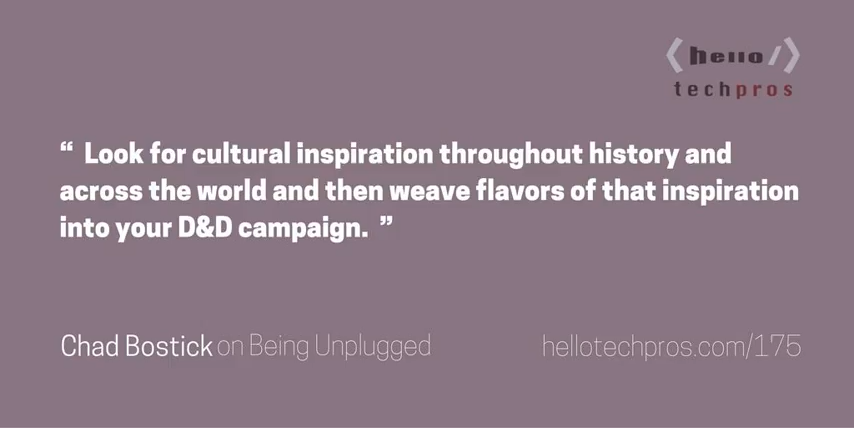 < hello />
techpros
“ Look for cultural inspiration throughout history and
across the world and then weave flavors of that inspiration
into your D&D campaign. ”
Chad Bostick on Being Unplugged
hellotechpros.com/175